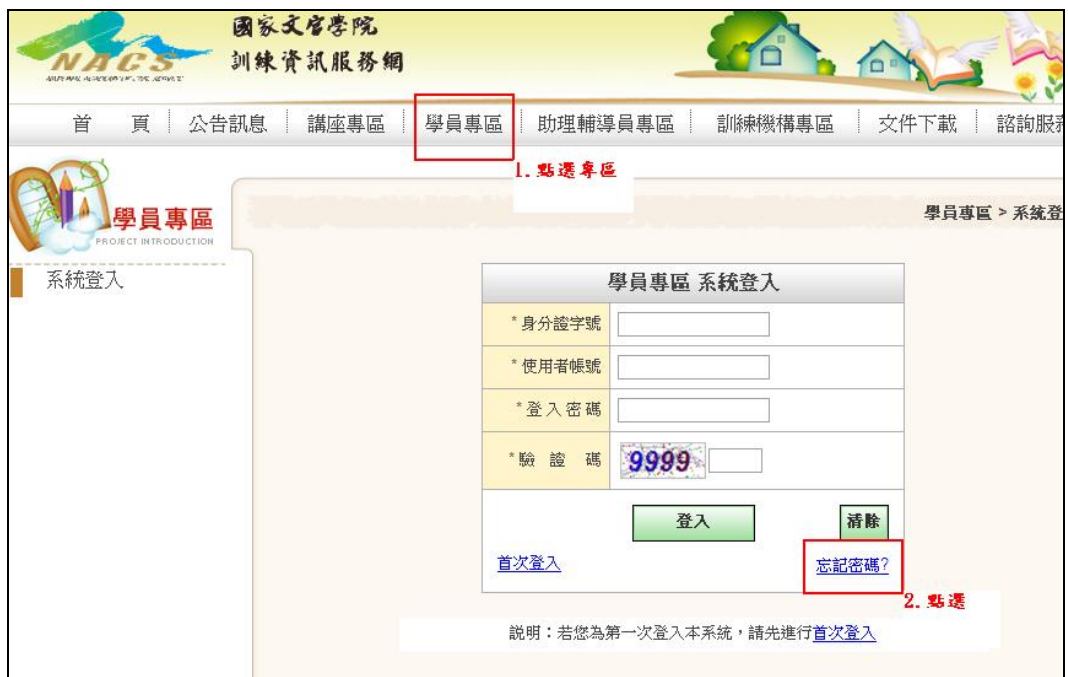 國家文官學院
訓練資訊服務網
NACS
首 頁 公告訊息 講座專區 學員專區 助理輔導員專區 訓練機構專區 文件下載 諮詢服務
1. 點選專區
學員專區
PROJECT INTRODUCTION
學員專區 > 系統登
系統登入
學員專區 系統登入
*身分證字號
*使用者帳號
*登入密碼
*驗 證 碼 9999
登入 清除
首次登入 忘記密碼?
2. 點選
說明：若您為第一次登入本系統，請先進行首次登入